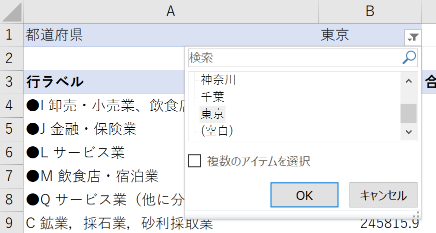 A B
1 都道府県 東京
2 検索
神奈川
3 行ラベル 千葉 合
4 ●I 卸売・小売業、飲食店 東京
5 ●J 金融・保険業 (空白)
6 ●L サービス業
7 ●M 飲食店・宿泊業 複数のアイテムを選択
8 ●Q サービス業（他に分 OK キャンセル
9 C 鉱業，採石業，砂利採取業 245815.9